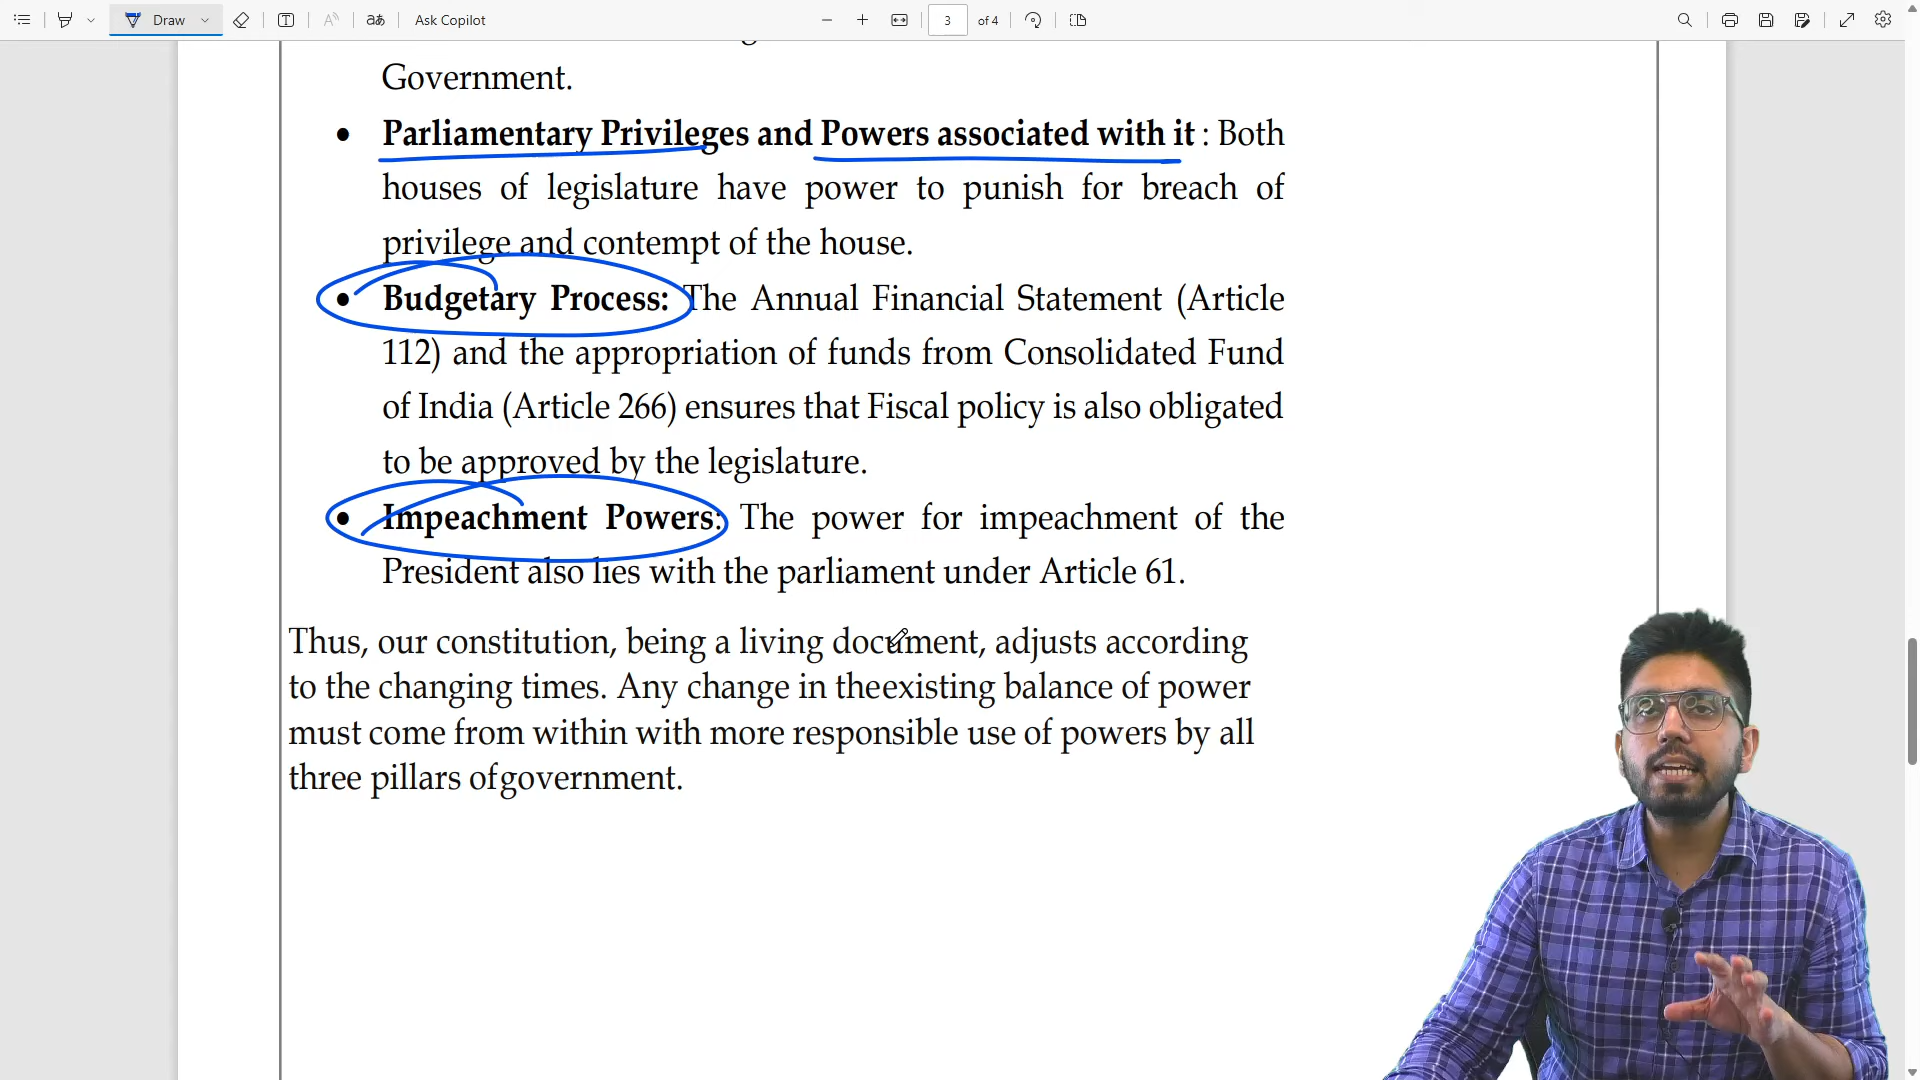 Draw
Ask Copilot
3 of 4
Government.
• Parliamentary Privileges and Powers associated with it : Both
houses of legislature have power to punish for breach of
privilege and contempt of the house.
• Budgetary Process: The Annual Financial Statement (Article
112) and the appropriation of funds from Consolidated Fund
of India (Article 266) ensures that Fiscal policy is also obligated
to be approved by the legislature.
• Impeachment Powers: The power for impeachment of the
President also lies with the parliament under Article 61.
Thus, our constitution, being a living document, adjusts according
to the changing times. Any change in theexisting balance of power
must come from within with more responsible use of powers by all
three pillars ofgovernment.